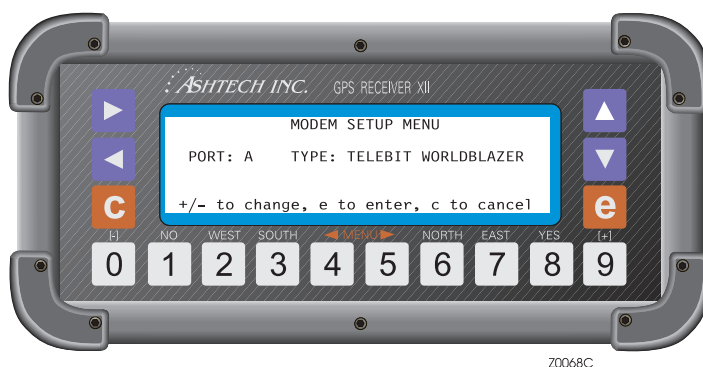 ASHTECH INC. GPS RECEIVER XII
MODEM SETUP MENU
PORT: A TYPE: TELEBIT WORLDBLAZER
+/- to change, e to enter, c to cancel
c e
[-] NO WEST SOUTH MENU NORTH EAST YES [+]
0 1 2 3 4 5 6 7 8 9
Z0068C